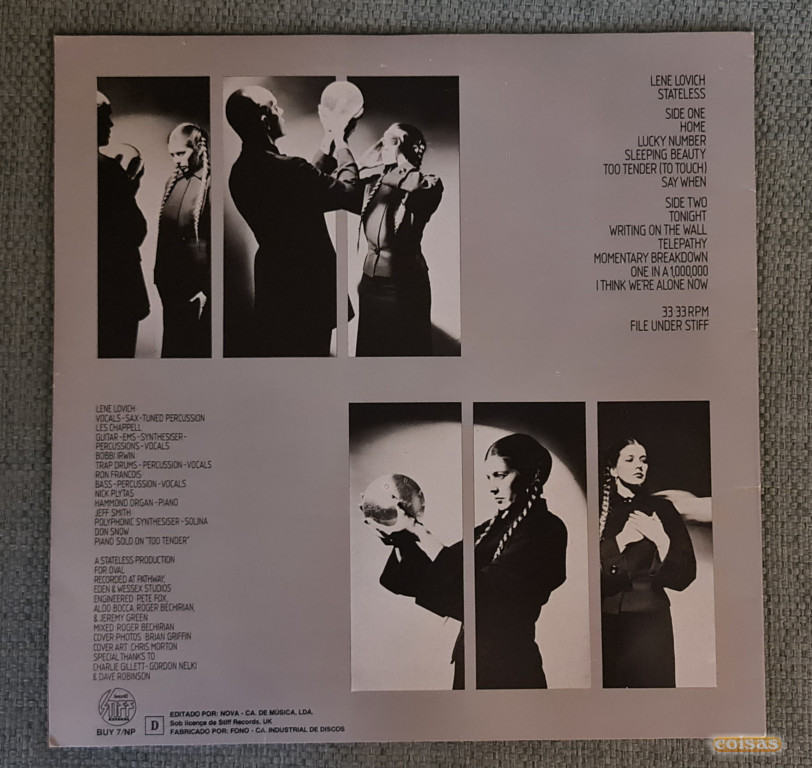 LENE LOVICH
STATELESS
SIDE ONE
HOME
LUCKY NUMBER
SLEEPING BEAUTY
TOO TENDER (TO TOUCH)
SAY WHEN
SIDE TWO
TONIGHT
WRITING ON THE WALL
TELEPATHY
MOMENTARY BREAKDOWN
ONE IN A 1,000,000
I THINK WE'RE ALONE NOW
33 33 RPM
FILE UNDER STIFF
LENE LOVICH
VOCALS-SAX-TUNED PERCUSSION
LES CHAPPELL
GUITAR-EMS-SYNTHESISER-
PERCUSSIONS-VOCALS
BOBBI IRWIN
TRAP DRUMS-PERCUSSION-VOCALS
RON FRANCOIS
BASS-PERCUSSION-VOCALS
NICK PLYTAS
HAMMOND ORGAN-PIANO
JEFF SMITH
POLYPHONIC SYNTHESISER-SOLINA
DON SNOW
PIANO SOLO ON "TOO TENDER"
A STATELESS PRODUCTION
FOR OVAL
RECORDED AT PATHWAY,
EDEN & WESSEX STUDIOS
ENGINEERED PETE FOX,
ALDO BOCCA, ROGER BECHIRIAN,
& JEREMY GREEN
MIXED ROGER BECHIRIAN
COVER PHOTOS BRIAN GRIFFIN
COVER ART CHRIS MORTON
SPECIAL THANKS TO
CHARLIE GILLETT-GORDON NELKI
& DAVE ROBINSON
STIFF
BUY 7/NP
D
EDITADO POR: NOVA - CA. DE MÚSICA, LDA.
Sob licença de Stiff Records, UK
FABRICADO POR: FONO - CA. INDUSTRIAL DE DISCOS
coisas